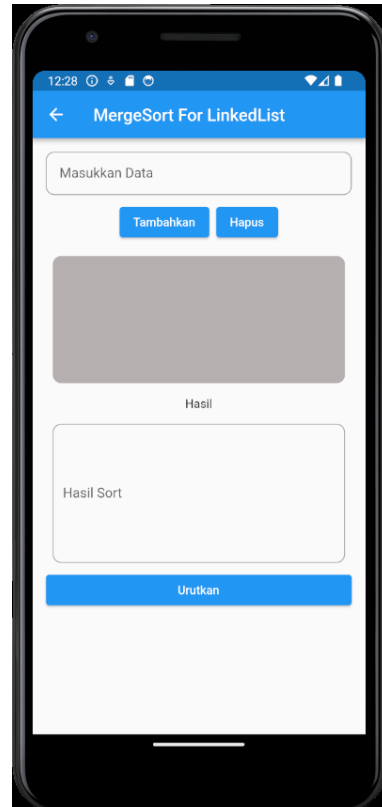 12:28
MergeSort For LinkedList
Masukkan Data
Tambahkan Hapus
Hasil
Hasil Sort
Urutkan